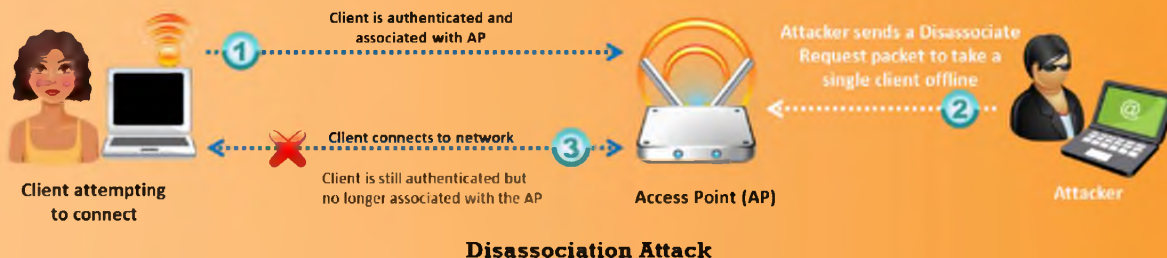 Client is authenticated and
associated with AP
1
Attacker sends a Disassociate
Request packet to take a
single client offline
2
@
Client connects to network
3
Client is still authenticated but
no longer associated with the AP
Client attempting
to connect
Access Point (AP)
Attacker
Disassociation Attack